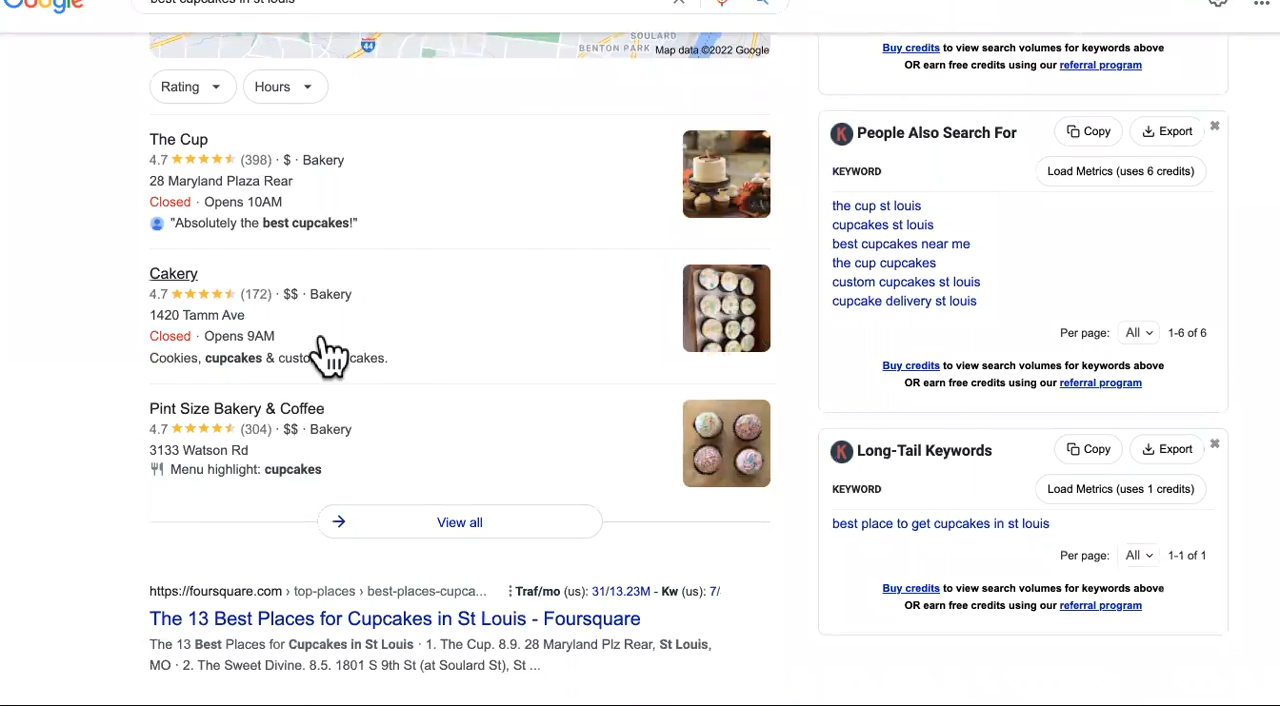 Google
best cupcakes in st louis
SOULARD
BENTON PARK
44
Map data ©2022 Google
Rating
Hours
The Cup
4.7 (398) · $ · Bakery
28 Maryland Plaza Rear
Closed · Opens 10AM
"Absolutely the best cupcakes!"
Cakery
4.7 (172) · $$ · Bakery
1420 Tamm Ave
Closed · Opens 9AM
Cookies, cupcakes & custo cakes.
Pint Size Bakery & Coffee
4.7 (304) · $$ · Bakery
3133 Watson Rd
Menu highlight: cupcakes
View all
https://foursquare.com › top-places › best-places-cupca...
Traf/mo (us): 31/13.23M - Kw (us): 7/
The 13 Best Places for Cupcakes in St Louis - Foursquare
The 13 Best Places for Cupcakes in St Louis · 1. The Cup. 8.9. 28 Maryland Plz Rear, St Louis,
MO · 2. The Sweet Divine. 8.5. 1801 S 9th St (at Soulard St), St ...
Buy credits to view search volumes for keywords above
OR earn free credits using our referral program
K People Also Search For
Copy
Export
KEYWORD
Load Metrics (uses 6 credits)
the cup st louis
cupcakes st louis
best cupcakes near me
the cup cupcakes
custom cupcakes st louis
cupcake delivery st louis
Per page: All 1-6 of 6
Buy credits to view search volumes for keywords above
OR earn free credits using our referral program
K Long-Tail Keywords
Copy
Export
KEYWORD
Load Metrics (uses 1 credits)
best place to get cupcakes in st louis
Per page: All 1-1 of 1
Buy credits to view search volumes for keywords above
OR earn free credits using our referral program